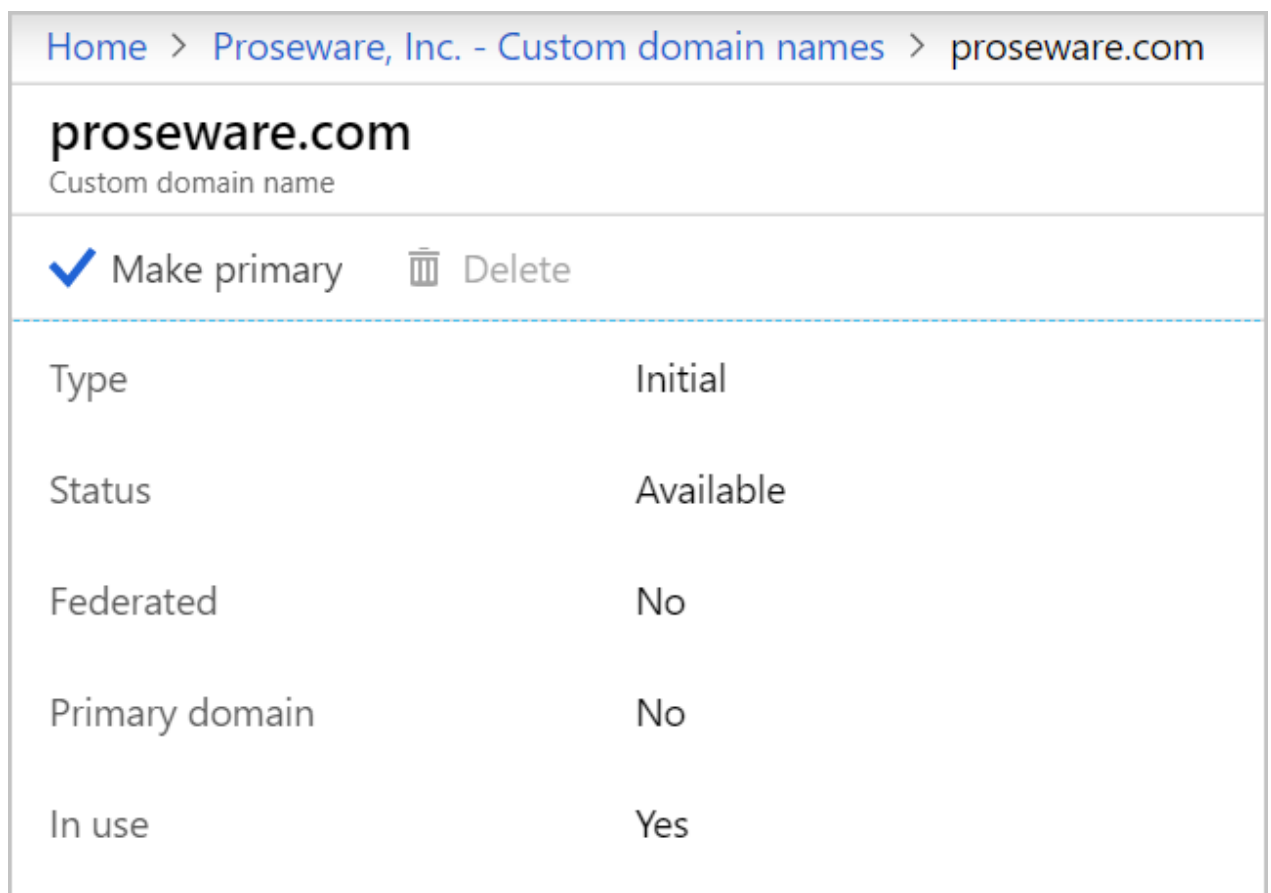 Home > Proseware, Inc. - Custom domain names > proseware.com
proseware.com
Custom domain name
Make primary Delete
Type Initial
Status Available
Federated No
Primary domain No
In use Yes